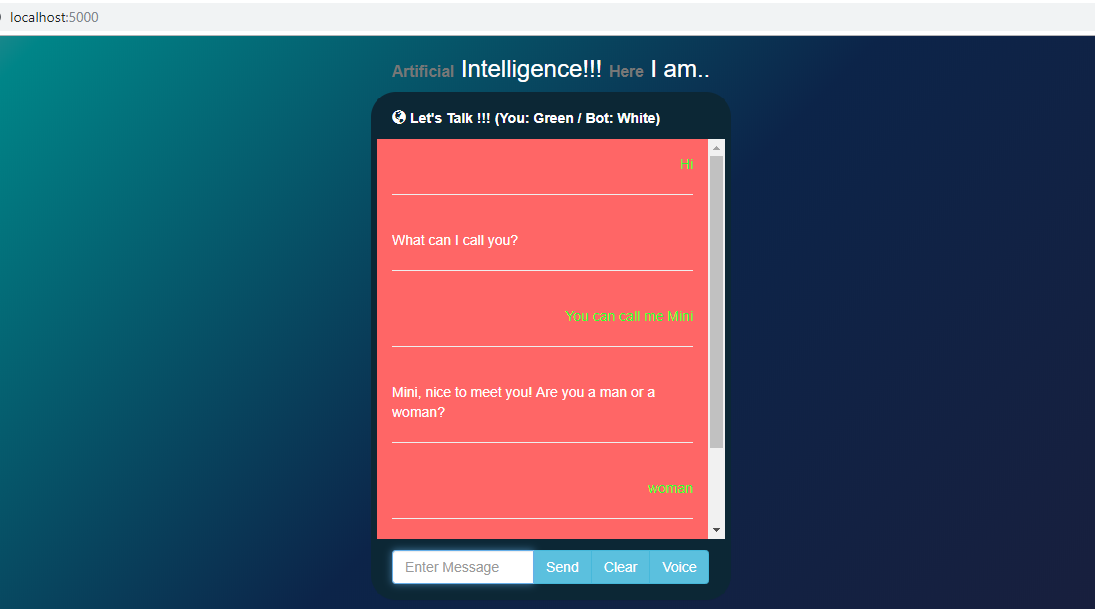 localhost:5000
Artificial Intelligence!!! Here I am..
Let's Talk !!! (You: Green / Bot: White)
Hi
What can I call you?
You can call me Mini
Mini, nice to meet you! Are you a man or a
woman?
woman
Enter Message Send Clear Voice